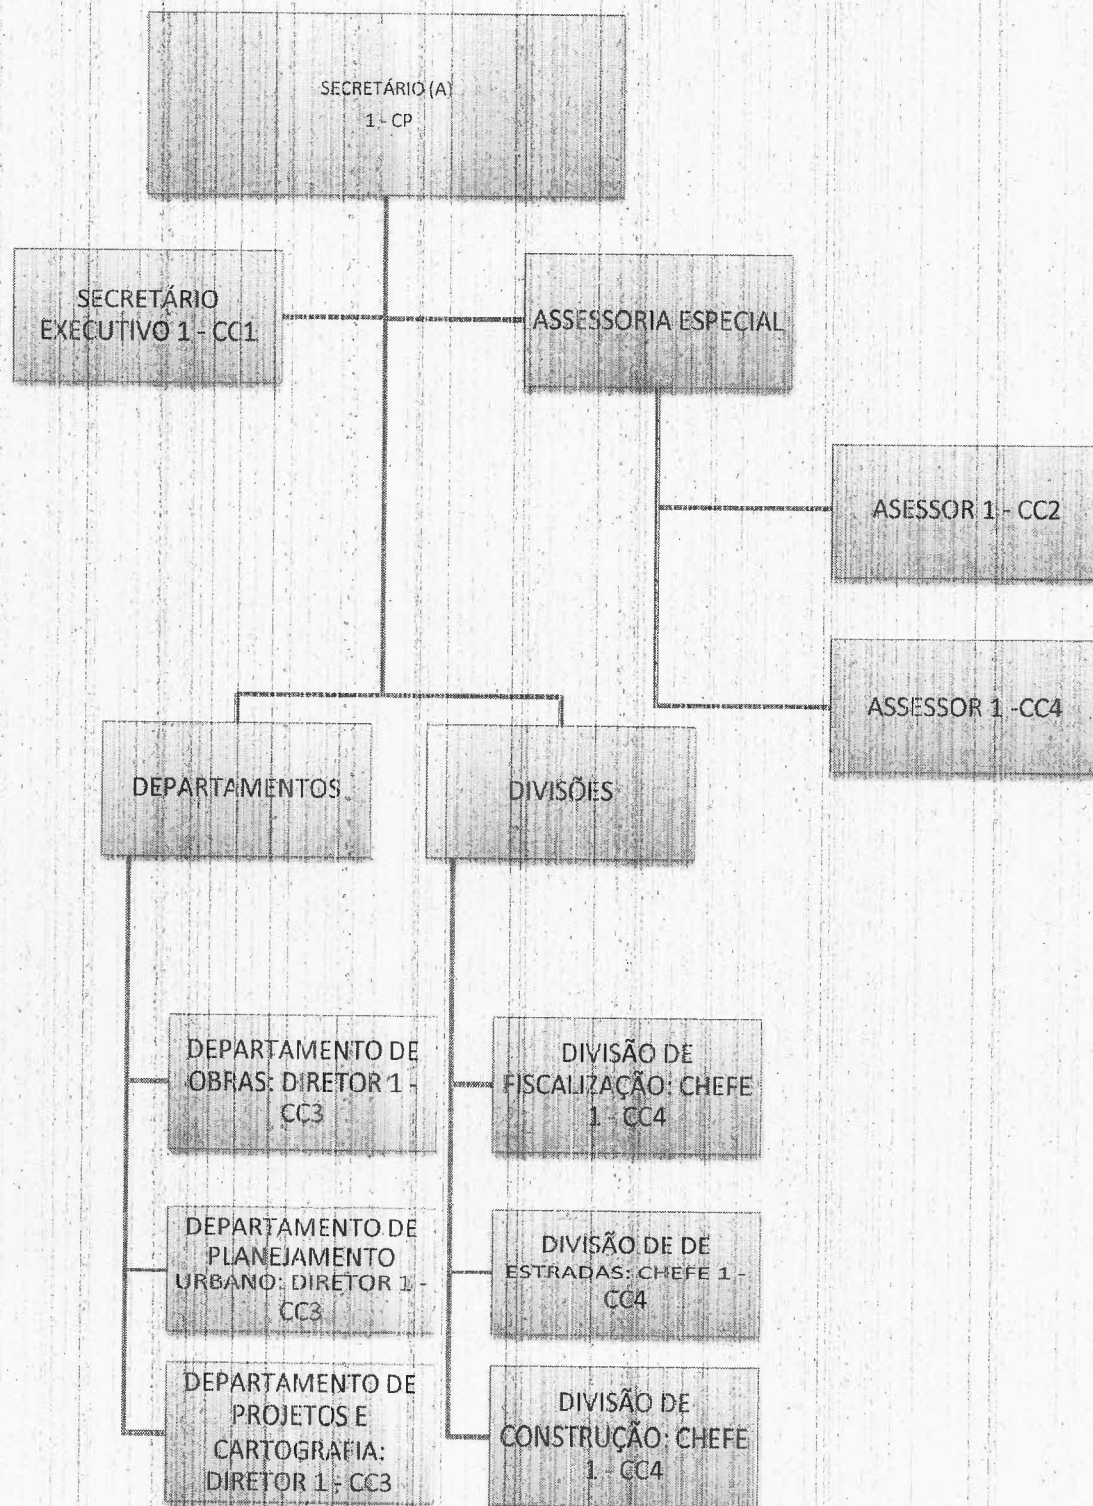 SECRETÁRIO (A)
1 - CP
SECRETÁRIO
EXECUTIVO 1 - CC1
ASSESSORIA ESPECIAL
ASESSOR 1 - CC2
ASSESSOR 1 -CC4
DEPARTAMENTOS
DIVISÕES
DEPARTAMENTO DE
OBRAS: DIRETOR 1 -
CC3
DIVISÃO DE
FISCALIZAÇÃO: CHEFE
1 - CC4
DEPARTAMENTO DE
PLANEJAMENTO
URBANO: DIRETOR 1 -
CC3
DIVISÃO DE DE
ESTRADAS: CHEFE 1 -
CC4
DEPARTAMENTO DE
PROJETOS E
CARTOGRAFIA:
DIRETOR 1 - CC3
DIVISÃO DE
CONSTRUÇÃO: CHEFE
1 - CC4